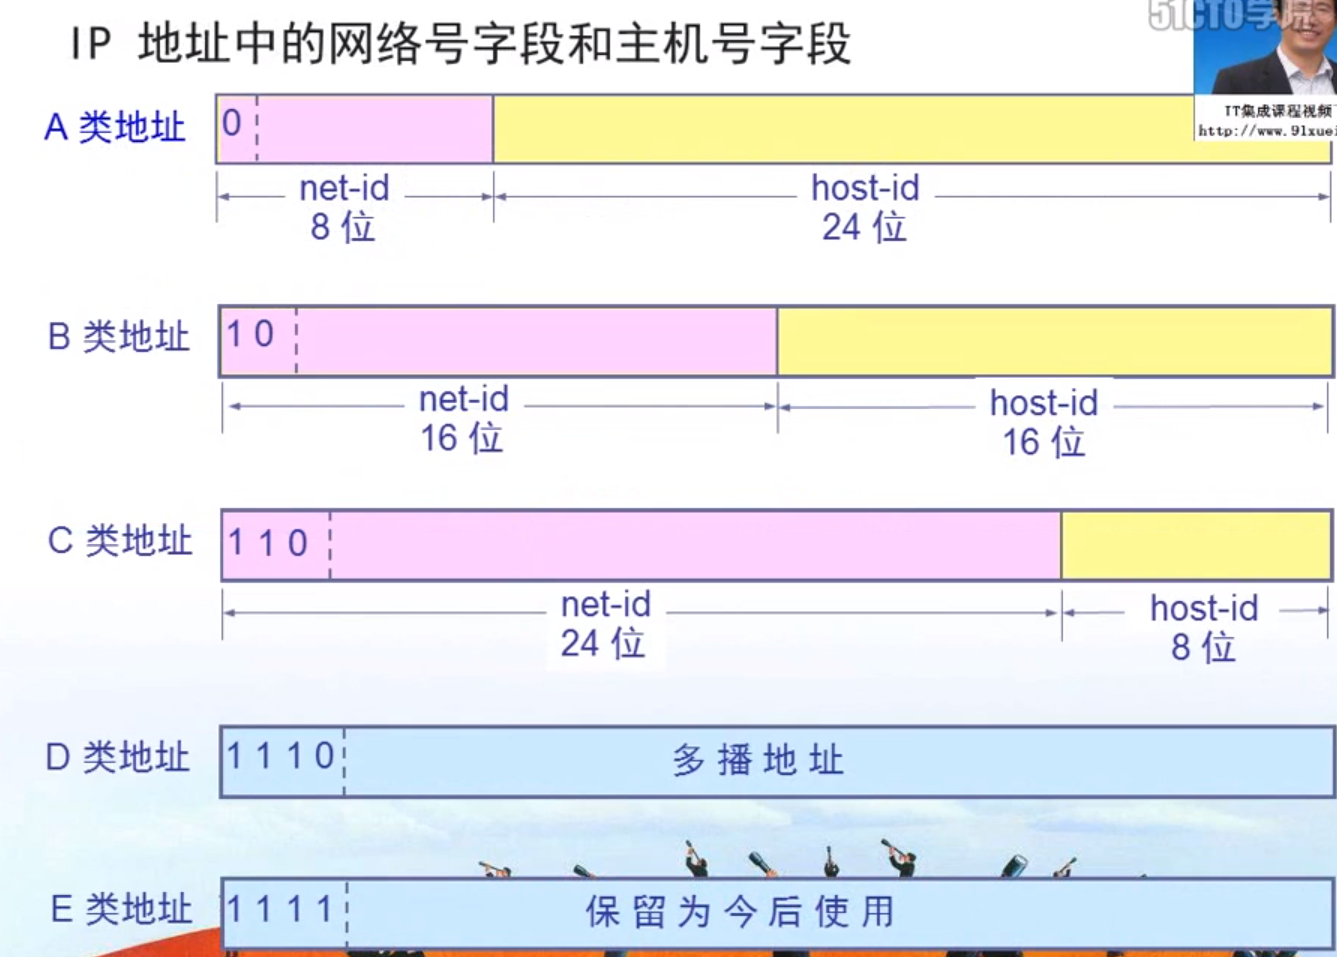 51CTO学院
IP 地址中的网络号字段和主机号字段
IT集成课程视频
http://www.91xuei
A 类地址
0
net-id
8 位
host-id
24 位
B 类地址
1 0
net-id
16 位
host-id
16 位
C 类地址
1 1 0
net-id
24 位
host-id
8 位
D 类地址
1 1 1 0
多播地址
E 类地址
1 1 1 1
保留为今后使用